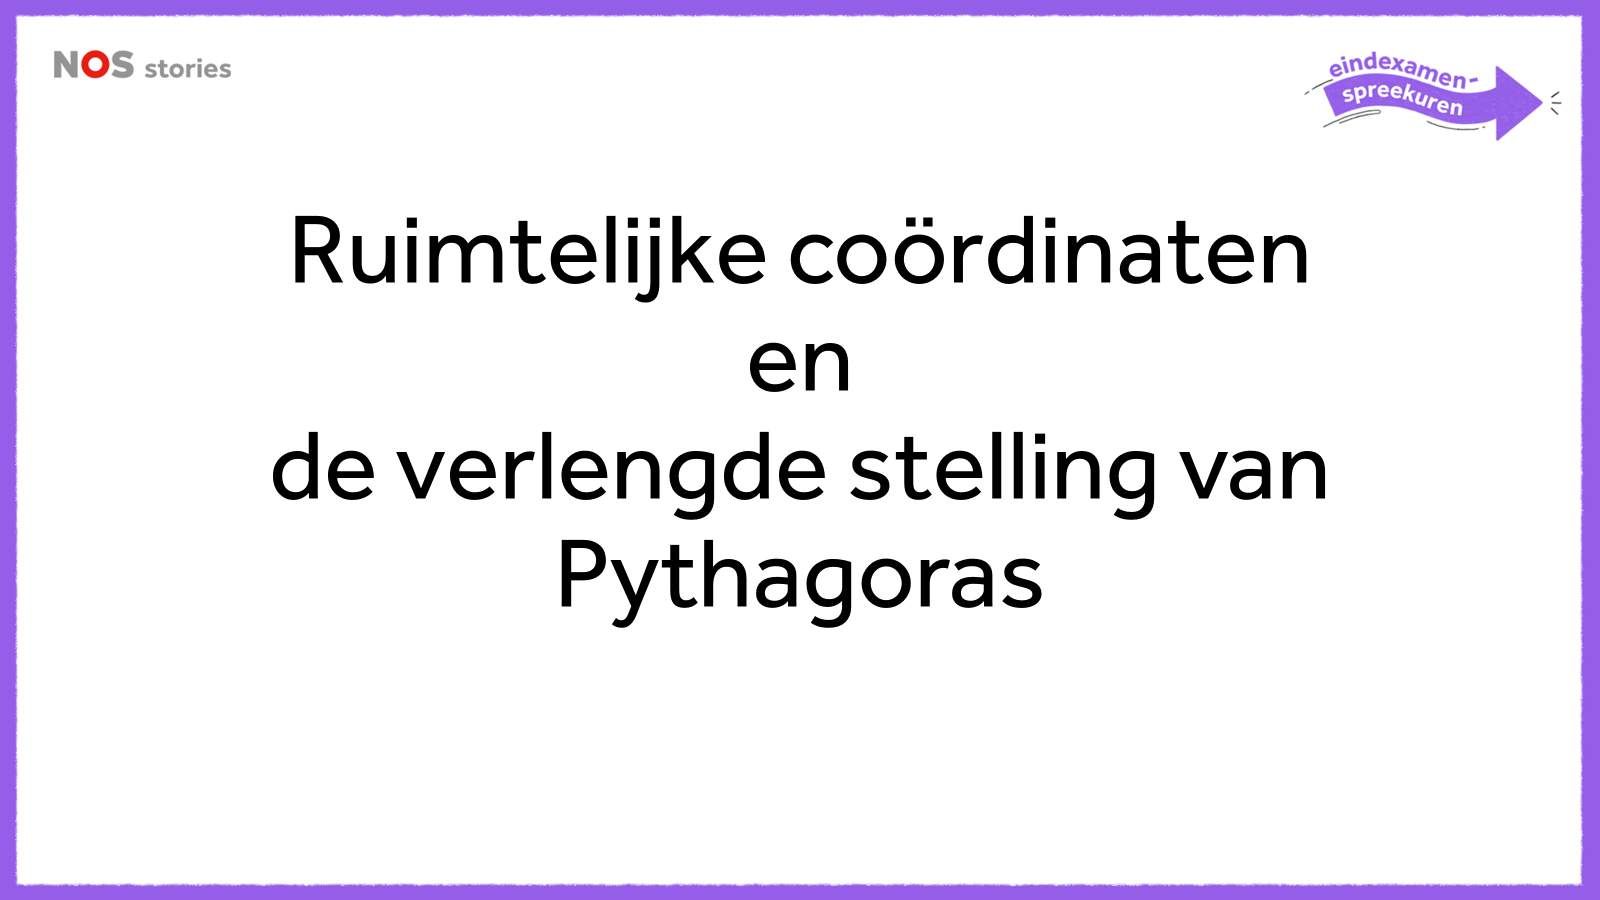 NOS stories
eindexamen-
spreekuren
Ruimtelijke coördinaten
en
de verlengde stelling van
Pythagoras